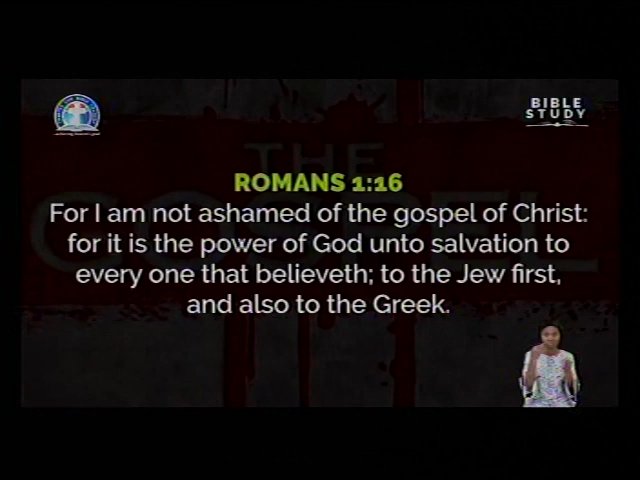 BIBLE
STUDY
THE
GOSPEL
ROMANS 1:16
For I am not ashamed of the gospel of Christ:
for it is the power of God unto salvation to
every one that believeth; to the Jew first,
and also to the Greek.